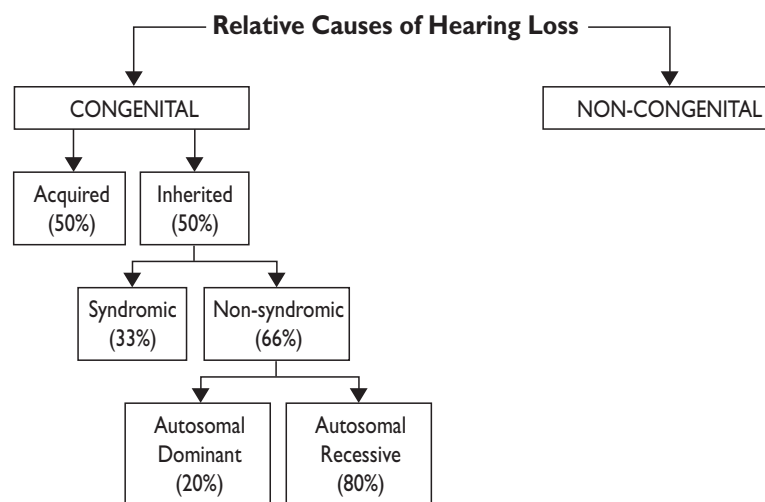 Relative Causes of Hearing Loss
CONGENITAL
NON-CONGENITAL
Acquired
(50%)
Inherited
(50%)
Syndromic
(33%)
Non-syndromic
(66%)
Autosomal
Dominant
(20%)
Autosomal
Recessive
(80%)